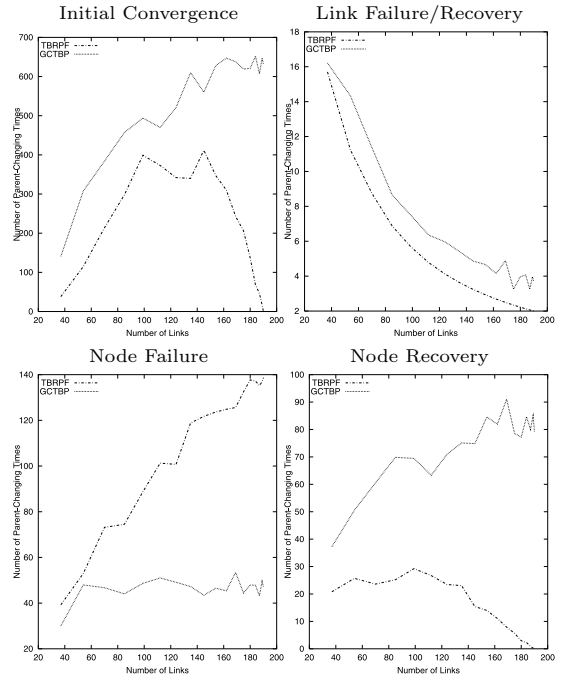 Initial Convergence
700
600
500
400
300
200
100
0
20 40 60 80 100 120 140 160 180 200
Number of Parent-Changing Times
Number of Links
TBRPF
GCTBP
Link Failure/Recovery
18
16
14
12
10
8
6
4
2
20 40 60 80 100 120 140 160 180 200
Number of Parent-Changing Times
Number of Links
TBRPF
GCTBP
Node Failure
140
120
100
80
60
40
20
20 40 60 80 100 120 140 160 180 200
Number of Parent-Changing Times
Number of Links
TBRPF
GCTBP
Node Recovery
100
90
80
70
60
50
40
30
20
10
0
20 40 60 80 100 120 140 160 180 200
Number of Parent-Changing Times
Number of Links
TBRPF
GCTBP